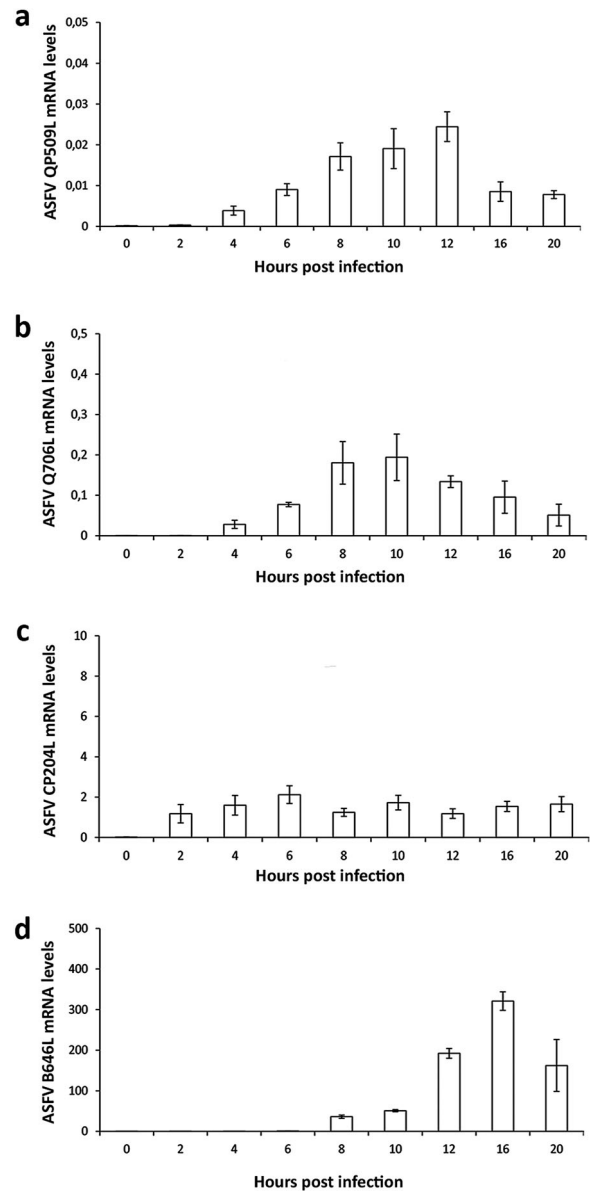 a
ASFV QP509L mRNA levels
0,05
0,04
0,03
0,02
0,01
0
0 2 4 6 8 10 12 16 20
Hours post infection
b
ASFV Q706L mRNA levels
0,5
0,4
0,3
0,2
0,1
0
0 2 4 6 8 10 12 16 20
Hours post infection
c
ASFV CP204L mRNA levels
10
8
6
4
2
0
0 2 4 6 8 10 12 16 20
Hours post infection
d
ASFV B646L mRNA levels
500
400
300
200
100
0
0 2 4 6 8 10 12 16 20
Hours post infection